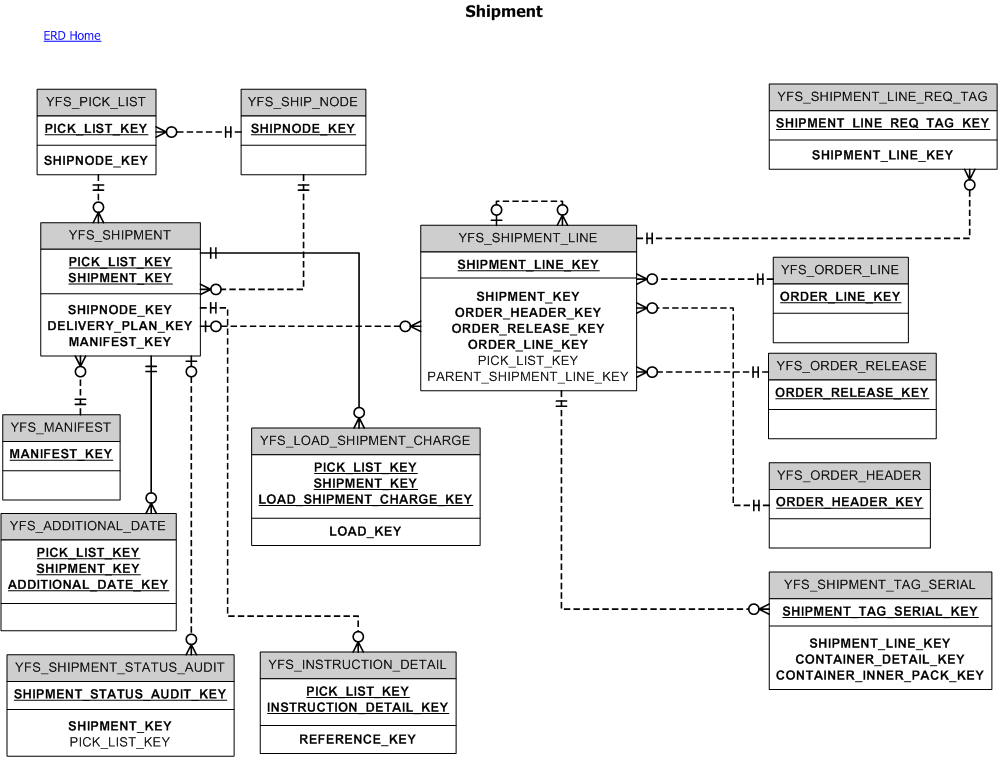 Shipment
ERD Home
YFS_PICK_LIST
PICK_LIST_KEY
SHIPNODE_KEY
YFS_SHIP_NODE
SHIPNODE_KEY
YFS_SHIPMENT_LINE_REQ_TAG
SHIPMENT_LINE_REQ_TAG_KEY
SHIPMENT_LINE_KEY
YFS_SHIPMENT
PICK_LIST_KEY
SHIPMENT_KEY
SHIPNODE_KEY
DELIVERY_PLAN_KEY
MANIFEST_KEY
YFS_SHIPMENT_LINE
SHIPMENT_LINE_KEY
SHIPMENT_KEY
ORDER_HEADER_KEY
ORDER_RELEASE_KEY
ORDER_LINE_KEY
PICK_LIST_KEY
PARENT_SHIPMENT_LINE_KEY
YFS_ORDER_LINE
ORDER_LINE_KEY
YFS_ORDER_RELEASE
ORDER_RELEASE_KEY
YFS_MANIFEST
MANIFEST_KEY
YFS_LOAD_SHIPMENT_CHARGE
PICK_LIST_KEY
SHIPMENT_KEY
LOAD_SHIPMENT_CHARGE_KEY
LOAD_KEY
YFS_ORDER_HEADER
ORDER_HEADER_KEY
YFS_ADDITIONAL_DATE
PICK_LIST_KEY
SHIPMENT_KEY
ADDITIONAL_DATE_KEY
YFS_SHIPMENT_TAG_SERIAL
SHIPMENT_TAG_SERIAL_KEY
SHIPMENT_LINE_KEY
CONTAINER_DETAIL_KEY
CONTAINER_INNER_PACK_KEY
YFS_SHIPMENT_STATUS_AUDIT
SHIPMENT_STATUS_AUDIT_KEY
SHIPMENT_KEY
PICK_LIST_KEY
YFS_INSTRUCTION_DETAIL
PICK_LIST_KEY
INSTRUCTION_DETAIL_KEY
REFERENCE_KEY